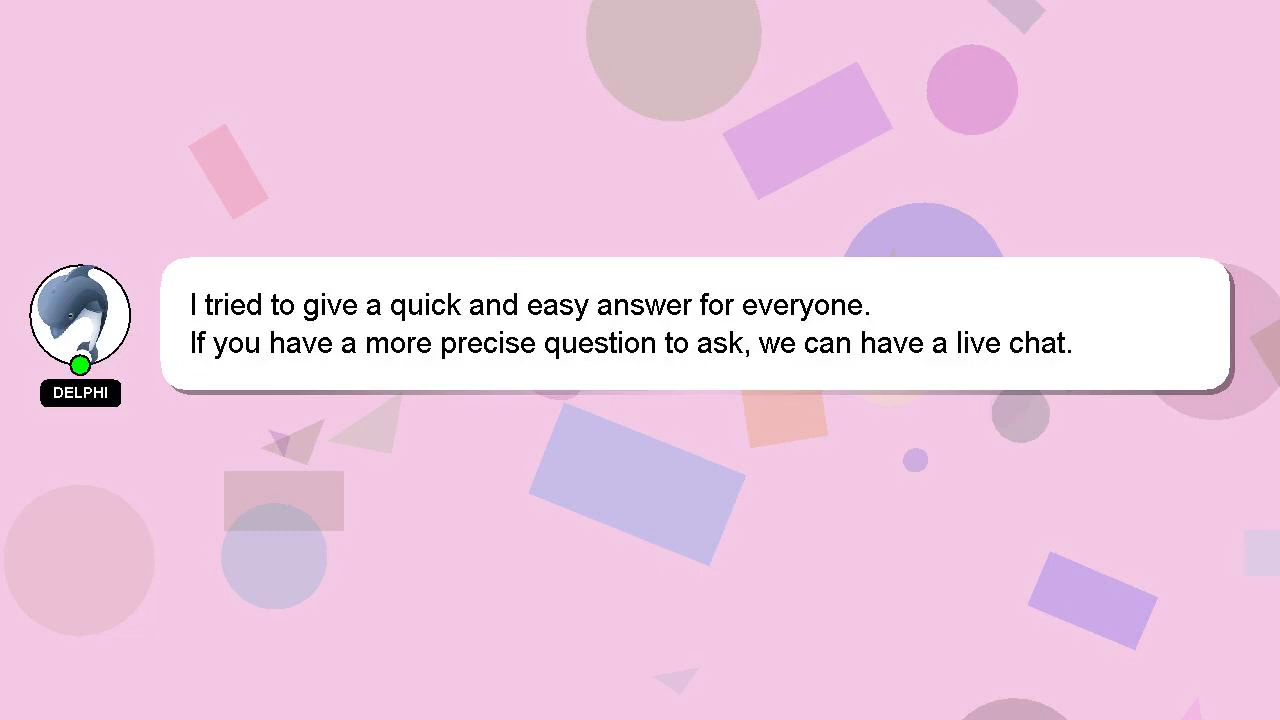 I tried to give a quick and easy answer for everyone.
If you have a more precise question to ask, we can have a live chat.
DELPHI